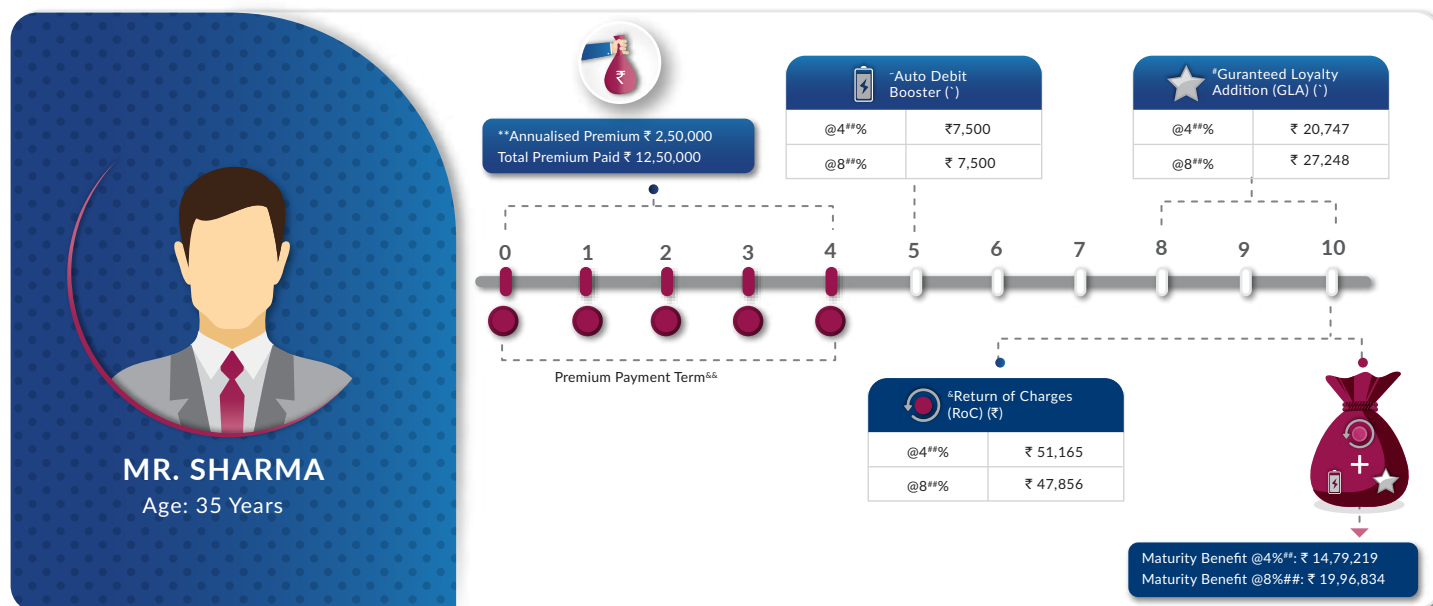 MR. SHARMA
Age: 35 Years
₹
**Annualised Premium ₹ 2,50,000
Total Premium Paid ₹ 12,50,000
~Auto Debit
Booster (`)
@4##% ₹7,500
@8##% ₹ 7,500
#Guranteed Loyalty
Addition (GLA) (`)
@4##% ₹ 20,747
@8##% ₹ 27,248
0 1 2 3 4 5 6 7 8 9 10
Premium Payment Term&&
&Return of Charges
(RoC) (₹)
@4##% ₹ 51,165
@8##% ₹ 47,856
+
Maturity Benefit @4%##: ₹ 14,79,219
Maturity Benefit @8%##: ₹ 19,96,834